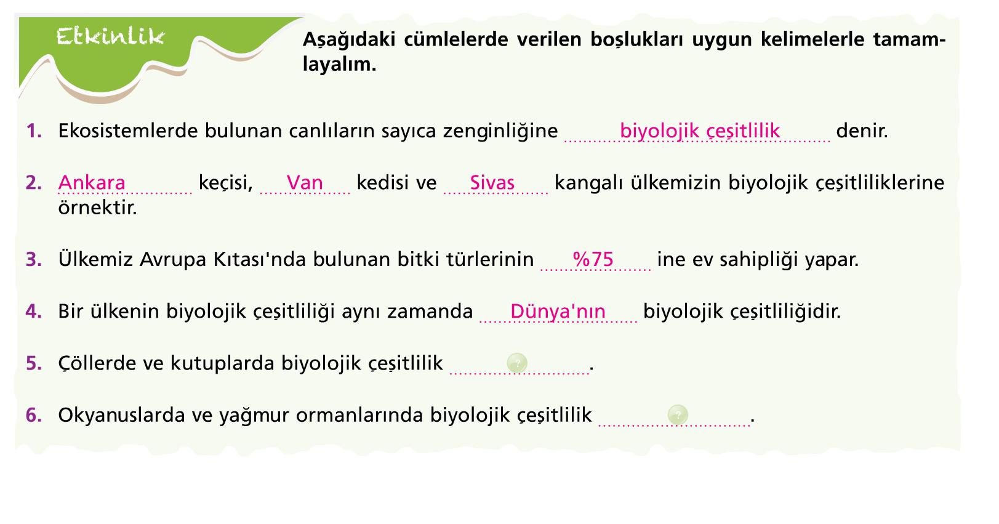 Etkinlik
Aşağıdaki cümlelerde verilen boşlukları uygun kelimelerle tamam-
layalım.
1. Ekosistemlerde bulunan canlıların sayıca zenginliğine biyolojik çeşitlilik denir.
2. Ankara keçisi, Van kedisi ve Sivas kangalı ülkemizin biyolojik çeşitliliklerine
örnektir.
3. Ülkemiz Avrupa Kıtası'nda bulunan bitki türlerinin %75 ine ev sahipliği yapar.
4. Bir ülkenin biyolojik çeşitliliği aynı zamanda Dünya'nın biyolojik çeşitliliğidir.
5. Çöllerde ve kutuplarda biyolojik çeşitlilik ? .
6. Okyanuslarda ve yağmur ormanlarında biyolojik çeşitlilik ? .